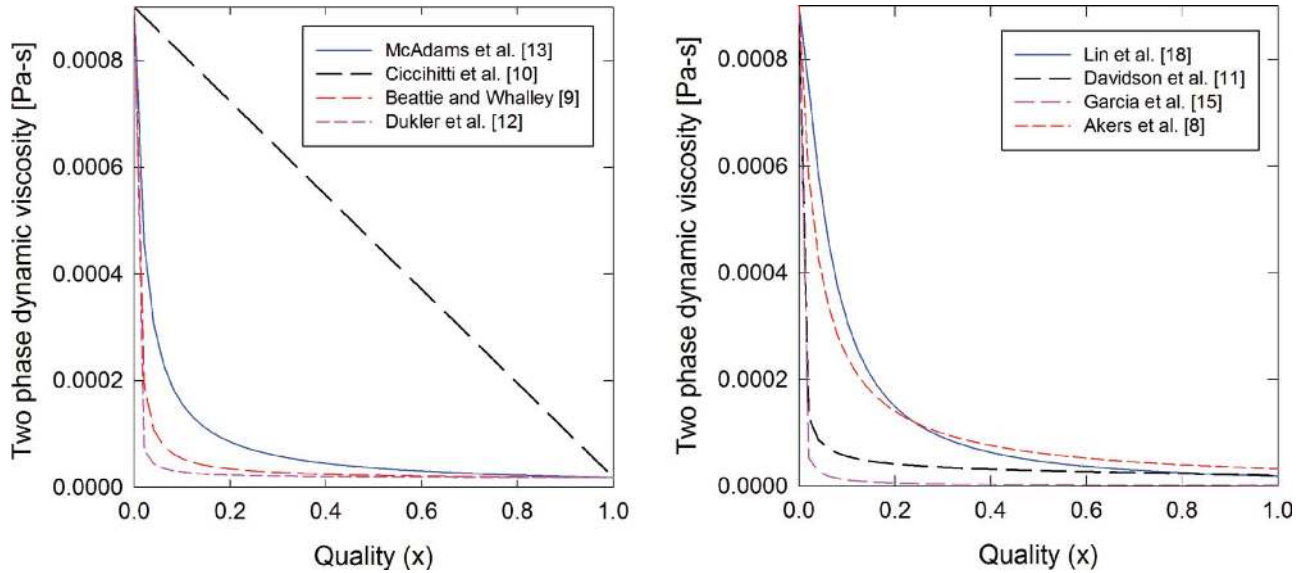 Two phase dynamic viscosity [Pa-s]
0.0008
0.0006
0.0004
0.0002
0.0000
McAdams et al. [13]
Ciccihitti et al. [10]
Beattie and Whalley [9]
Dukler et al. [12]
0.0 0.2 0.4 0.6 0.8 1.0
Quality (x)
Two phase dynamic viscosity [Pa-s]
0.0008
0.0006
0.0004
0.0002
0.0000
Lin et al. [18]
Davidson et al. [11]
Garcia et al. [15]
Akers et al. [8]
0.0 0.2 0.4 0.6 0.8 1.0
Quality (x)